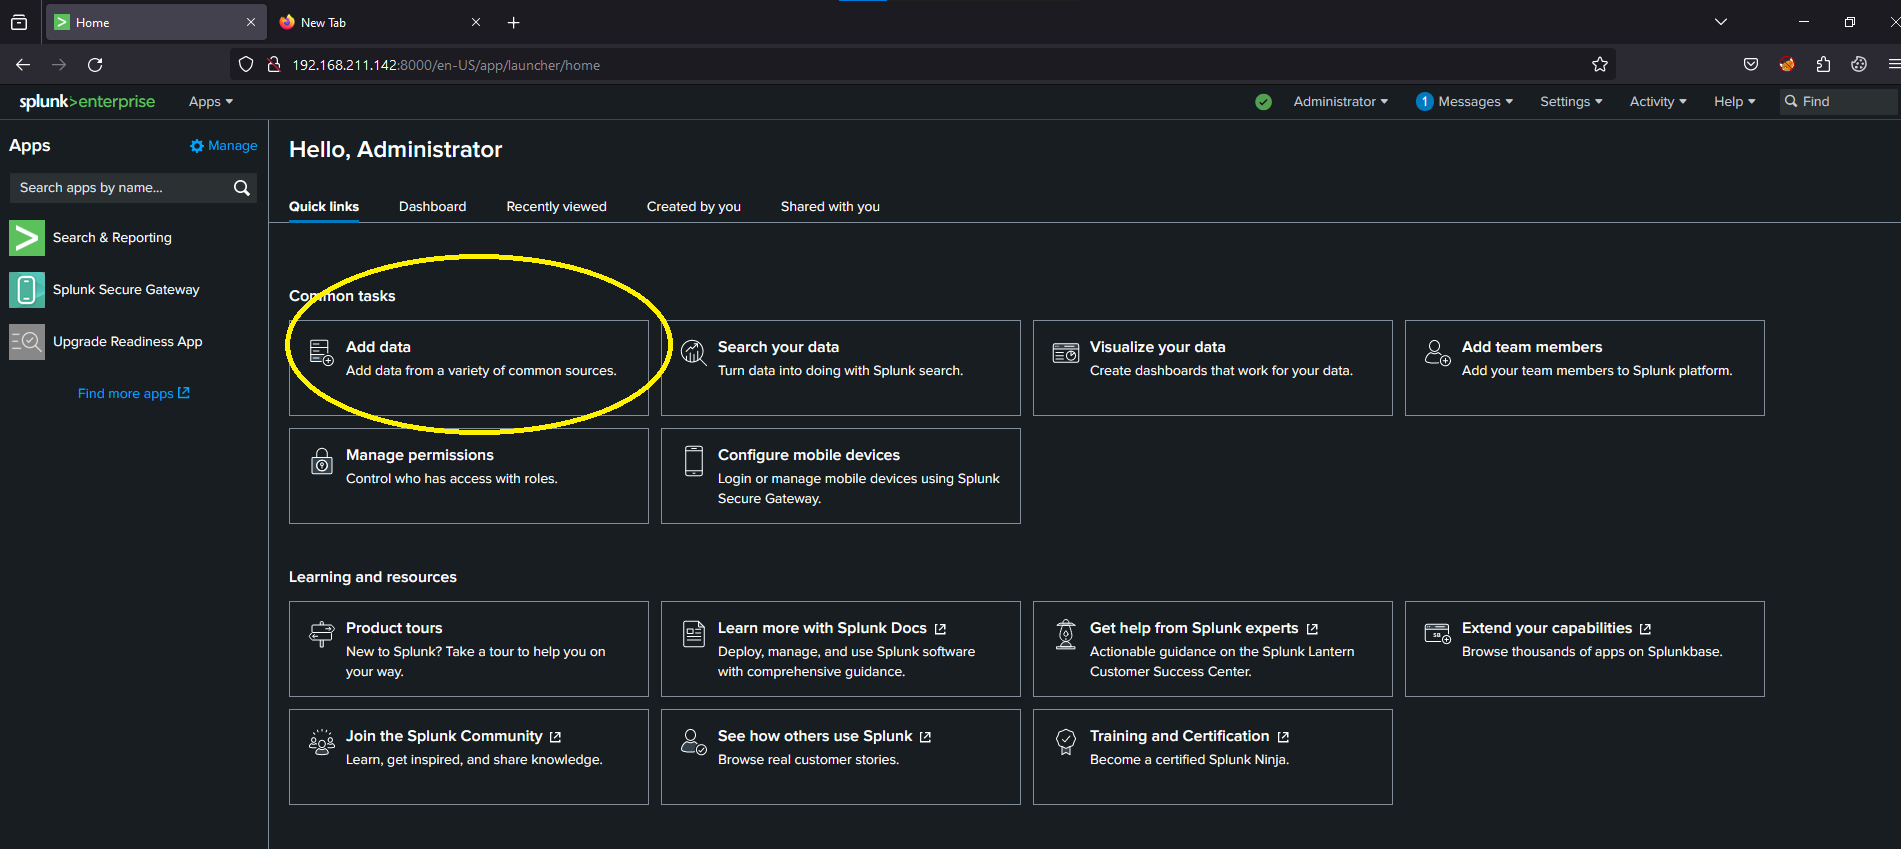 Home
New Tab
192.168.211.142:8000/en-US/app/launcher/home
splunk>enterprise Apps
Administrator 1 Messages Settings Activity Help Find
Apps Manage
Search apps by name...
Search & Reporting
Splunk Secure Gateway
Upgrade Readiness App
Find more apps
Hello, Administrator
Quick links Dashboard Recently viewed Created by you Shared with you
Common tasks
Add data
Add data from a variety of common sources.
Search your data
Turn data into doing with Splunk search.
Visualize your data
Create dashboards that work for your data.
Add team members
Add your team members to Splunk platform.
Manage permissions
Control who has access with roles.
Configure mobile devices
Login or manage mobile devices using Splunk
Secure Gateway.
Learning and resources
Product tours
New to Splunk? Take a tour to help you on
your way.
Learn more with Splunk Docs
Deploy, manage, and use Splunk software
with comprehensive guidance.
Get help from Splunk experts
Actionable guidance on the Splunk Lantern
Customer Success Center.
Extend your capabilities
Browse thousands of apps on Splunkbase.
Join the Splunk Community
Learn, get inspired, and share knowledge.
See how others use Splunk
Browse real customer stories.
Training and Certification
Become a certified Splunk Ninja.